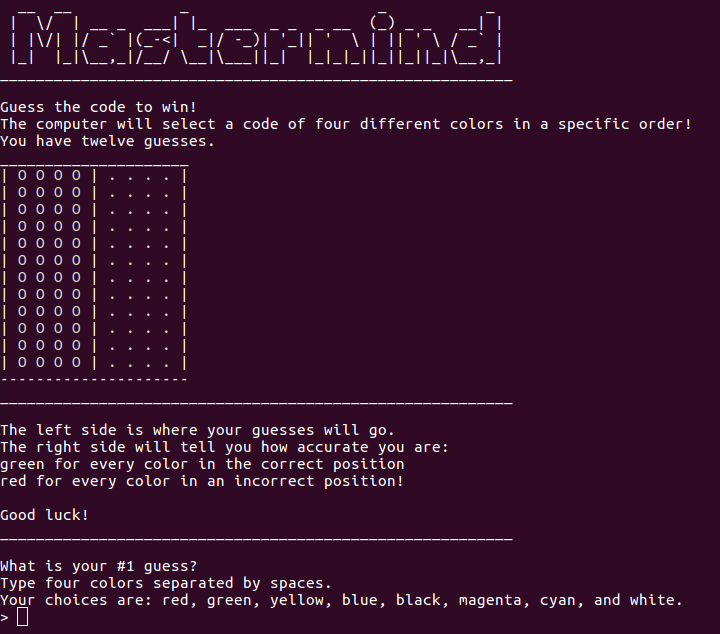 Mastermind
Guess the code to win!
The computer will select a code of four different colors in a specific order!
You have twelve guesses.
| O O O O | . . . . |
| O O O O | . . . . |
| O O O O | . . . . |
| O O O O | . . . . |
| O O O O | . . . . |
| O O O O | . . . . |
| O O O O | . . . . |
| O O O O | . . . . |
| O O O O | . . . . |
| O O O O | . . . . |
| O O O O | . . . . |
| O O O O | . . . . |
---------------------
The left side is where your guesses will go.
The right side will tell you how accurate you are:
green for every color in the correct position
red for every color in an incorrect position!
Good luck!
What is your #1 guess?
Type four colors separated by spaces.
Your choices are: red, green, yellow, blue, black, magenta, cyan, and white.
>